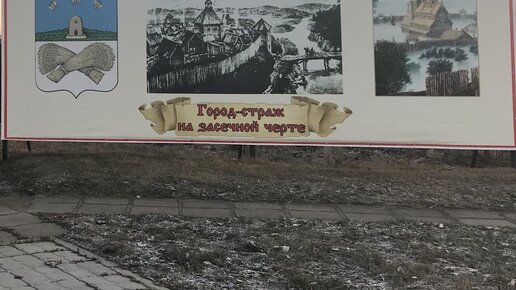 Город-страж
на засечной черте